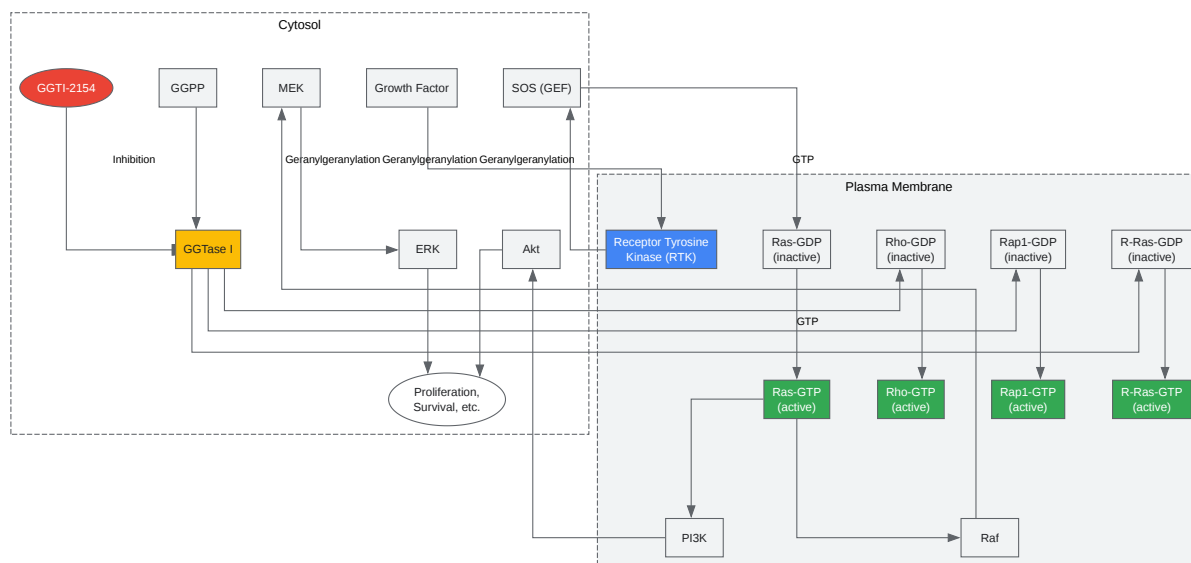 Cytosol
GGTI-2154
GGPP
MEK
Growth Factor
SOS (GEF)
Inhibition
Geranylgeranylation
Geranylgeranylation
Geranylgeranylation
GTP
Plasma Membrane
GGTase I
ERK
Akt
Receptor Tyrosine
Kinase (RTK)
Ras-GDP
(inactive)
Rho-GDP
(inactive)
Rap1-GDP
(inactive)
R-Ras-GDP
(inactive)
GTP
Proliferation,
Survival, etc.
Ras-GTP
(active)
Rho-GTP
(active)
Rap1-GTP
(active)
R-Ras-GTP
(active)
PI3K
Raf